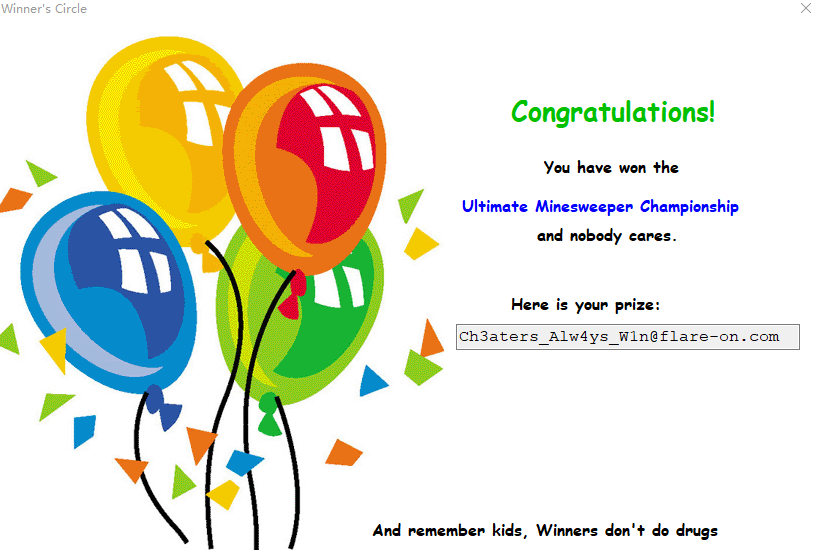 Winner's Circle
Congratulations!
You have won the
Ultimate Minesweeper Championship
and nobody cares.
Here is your prize:
Ch3aters_Alw4ys_W1n@flare-on.com
And remember kids, Winners don't do drugs